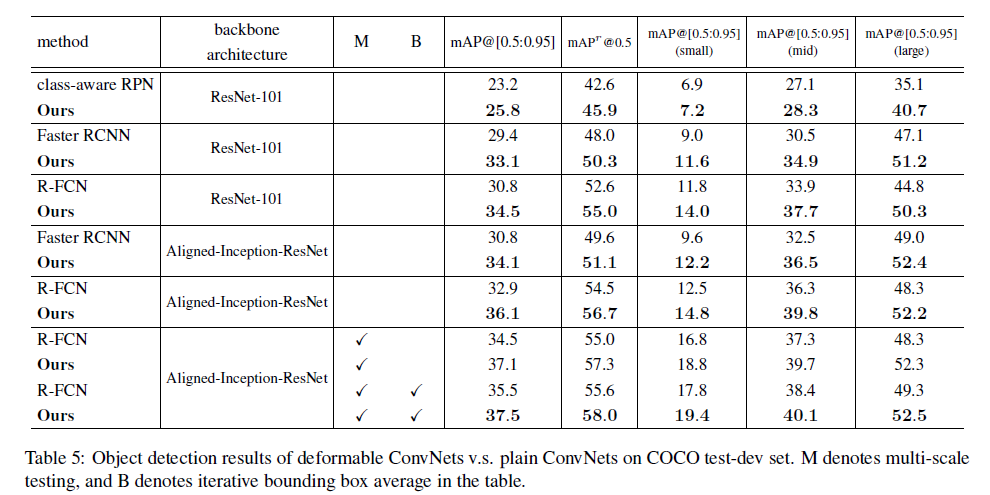 method backbone architecture M B mAP@[0.5:0.95] mAPʳ@0.5 mAP@[0.5:0.95] (small) mAP@[0.5:0.95] (mid) mAP@[0.5:0.95] (large)
class-aware RPN ResNet-101 23.2 42.6 6.9 27.1 35.1
Ours 25.8 45.9 7.2 28.3 40.7
Faster RCNN ResNet-101 29.4 48.0 9.0 30.5 47.1
Ours 33.1 50.3 11.6 34.9 51.2
R-FCN ResNet-101 30.8 52.6 11.8 33.9 44.8
Ours 34.5 55.0 14.0 37.7 50.3
Faster RCNN Aligned-Inception-ResNet 30.8 49.6 9.6 32.5 49.0
Ours 34.1 51.1 12.2 36.5 52.4
R-FCN Aligned-Inception-ResNet 32.9 54.5 12.5 36.3 48.3
Ours 36.1 56.7 14.8 39.8 52.2
R-FCN Aligned-Inception-ResNet ✓ 34.5 55.0 16.8 37.3 48.3
Ours ✓ 37.1 57.3 18.8 39.7 52.3
R-FCN ✓ ✓ 35.5 55.6 17.8 38.4 49.3
Ours ✓ ✓ 37.5 58.0 19.4 40.1 52.5
Table 5: Object detection results of deformable ConvNets v.s. plain ConvNets on COCO test-dev set. M denotes multi-scale
testing, and B denotes iterative bounding box average in the table.